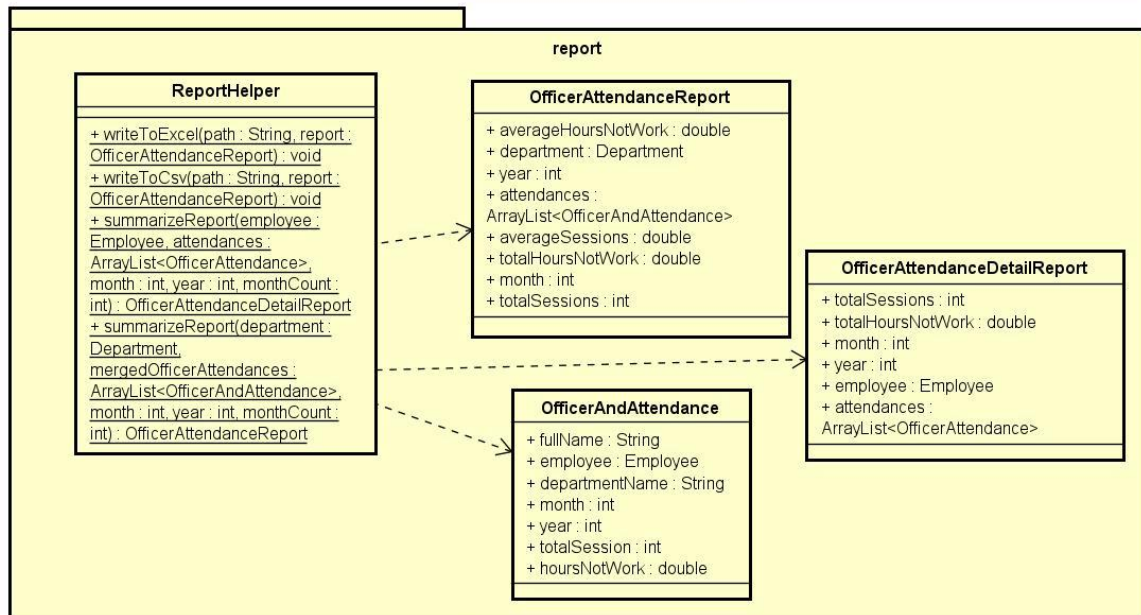 report
ReportHelper
+ writeToExcel(path : String, report :
OfficerAttendanceReport) : void
+ writeToCsv(path : String, report :
OfficerAttendanceReport) : void
+ summarizeReport(employee :
Employee, attendances :
ArrayList<OfficerAttendance>,
month : int, year : int, monthCount :
int) : OfficerAttendanceDetailReport
+ summarizeReport(department :
Department,
mergedOfficerAttendances :
ArrayList<OfficerAndAttendance>,
month : int, year : int, monthCount :
int) : OfficerAttendanceReport
OfficerAttendanceReport
+ averageHoursNotWork : double
+ department : Department
+ year : int
+ attendances :
ArrayList<OfficerAndAttendance>
+ averageSessions : double
+ totalHoursNotWork : double
+ month : int
+ totalSessions : int
OfficerAttendanceDetailReport
+ totalSessions : int
+ totalHoursNotWork : double
+ month : int
+ year : int
+ employee : Employee
+ attendances :
ArrayList<OfficerAttendance>
OfficerAndAttendance
+ fullName : String
+ employee : Employee
+ departmentName : String
+ month : int
+ year : int
+ totalSession : int
+ hoursNotWork : double